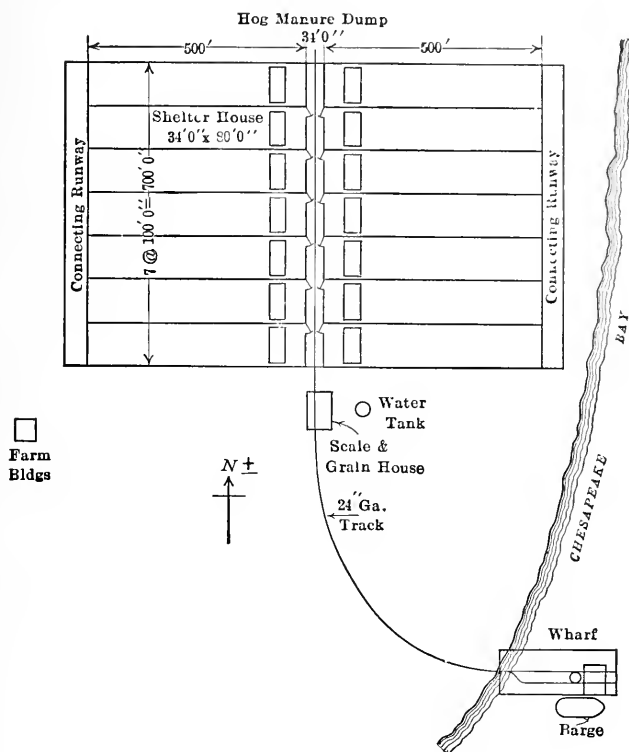 Hog Manure Dump
34'0"
500'
500'
Shelter House
34'0" x 80'0"
7 @ 100'0" = 700'0"
Connecting Runway
Connecting Runway
BAY
CHESAPEAKE
Water
Tank
Scale &
Grain House
Farm
Bldgs
N ±
24" Ga.
Track
Wharf
Barge